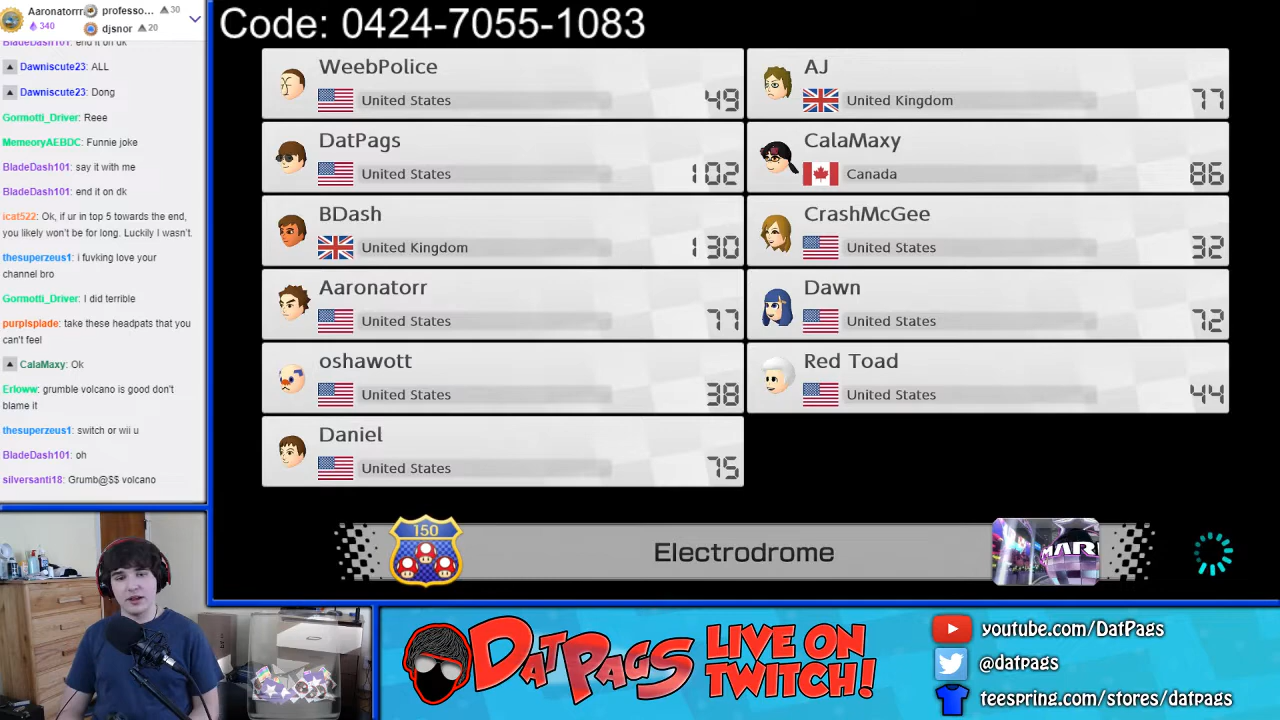 Aaronatorr
340
professo... 30
djsnor 20
BladeDash101: end it on dk
Dawniscute23: ALL
Dawniscute23: Dong
Gormotti_Driver: Reee
MemeoryAEBDC: Funnie joke
BladeDash101: say it with me
BladeDash101: end it on dk
icat522: Ok, if ur in top 5 towards the end,
you likely won't be for long. Luckily I wasn't.
thesuperzeus1: i fuvking love your
channel bro
Gormotti_Driver: I did terrible
purplsplade: take these headpats that you
can't feel
CalaMaxy: Ok
Erloww: grumble volcano is good don't
blame it
thesuperzeus1: switch or wii u
BladeDash101: oh
silversanti18: Grumb@$$ volcano
Code: 0424-7055-1083
WeebPolice
United States 49
AJ
United Kingdom 77
DatPags
United States 102
CalaMaxy
Canada 86
BDash
United Kingdom 130
CrashMcGee
United States 32
Aaronatorr
United States 77
Dawn
United States 72
oshawott
United States 38
Red Toad
United States 44
Daniel
United States 75
150
Electrodrome
MARI
DATPAGS LIVE ON
TWITCH!
youtube.com/DatPags
@datpags
teespring.com/stores/datpags